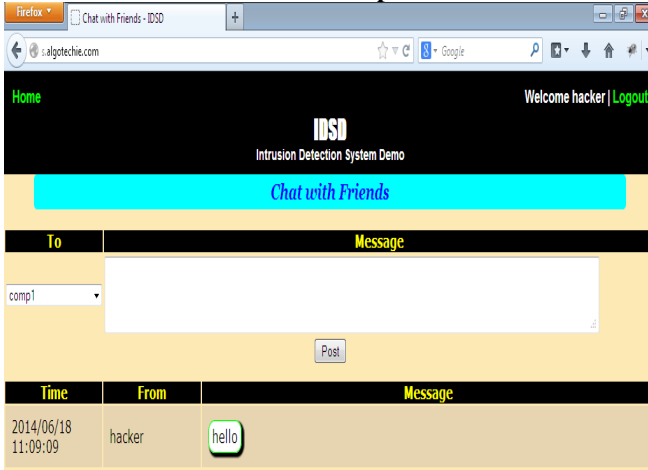 Firefox
Chat with Friends - IDSD
+
s.algotechie.com
Google
Home
Welcome hacker | Logout
IDSD
Intrusion Detection System Demo
Chat with Friends
To Message
comp1
Post
Time From Message
2014/06/18
11:09:09
hacker
hello